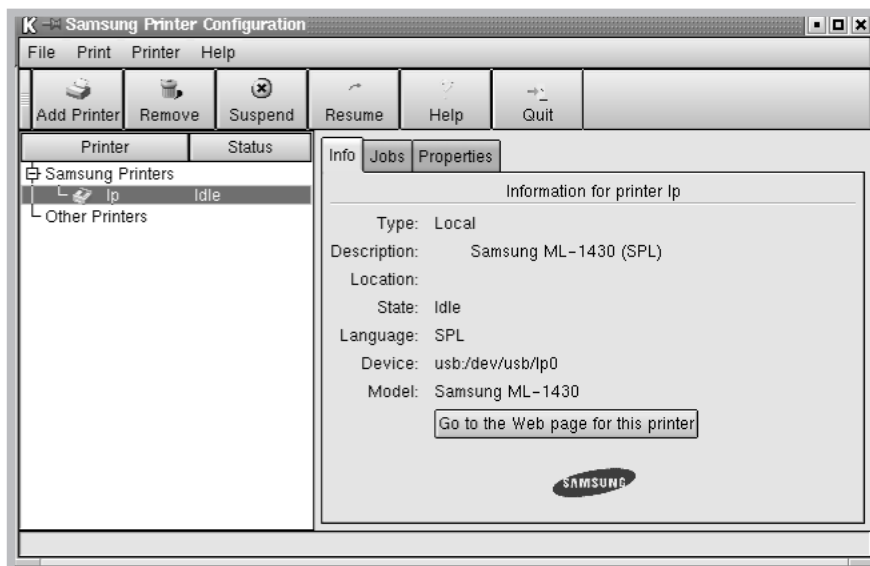 Samsung Printer Configuration
File Print Printer Help
Add Printer Remove Suspend Resume Help Quit
Printer Status
Info Jobs Properties
Samsung Printers
lp Idle
Other Printers
Information for printer lp
Type: Local
Description: Samsung ML-1430 (SPL)
Location:
State: Idle
Language: SPL
Device: usb:/dev/usb/lp0
Model: Samsung ML-1430
Go to the Web page for this printer
SAMSUNG